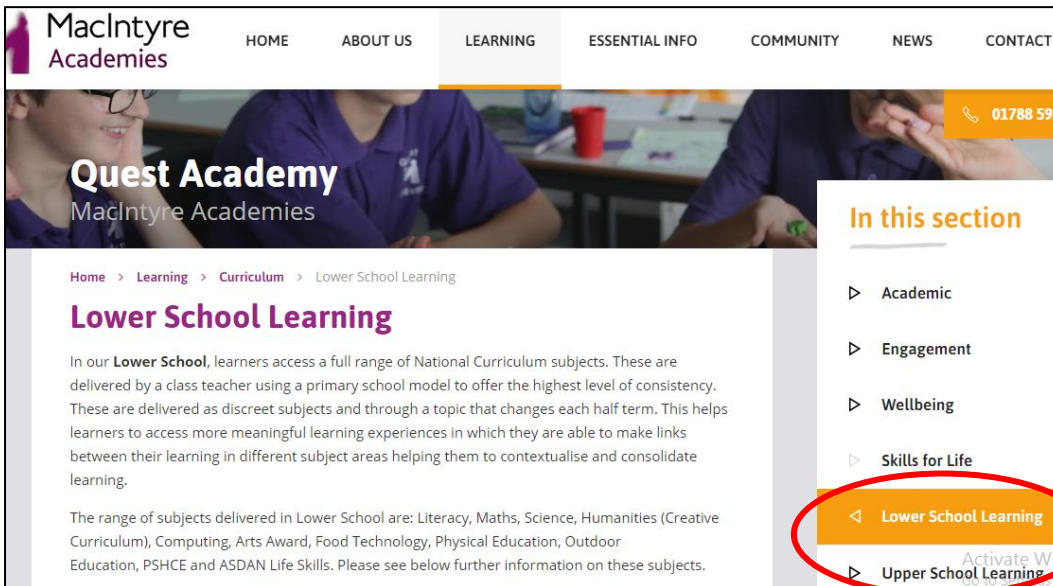 MacIntyre
Academies
HOME
ABOUT US
LEARNING
ESSENTIAL INFO
COMMUNITY
NEWS
CONTACT
01788 59
Quest Academy
MacIntyre Academies
Home > Learning > Curriculum > Lower School Learning
Lower School Learning
In our Lower School, learners access a full range of National Curriculum subjects. These are
delivered by a class teacher using a primary school model to offer the highest level of consistency.
These are delivered as discreet subjects and through a topic that changes each half term. This helps
learners to access more meaningful learning experiences in which they are able to make links
between their learning in different subject areas helping them to contextualise and consolidate
learning.
The range of subjects delivered in Lower School are: Literacy, Maths, Science, Humanities (Creative
Curriculum), Computing, Arts Award, Food Technology, Physical Education, Outdoor
Education, PSHCE and ASDAN Life Skills. Please see below further information on these subjects.
In this section
Academic
Engagement
Wellbeing
Skills for Life
Lower School Learning
Activate W
Upper School Learning